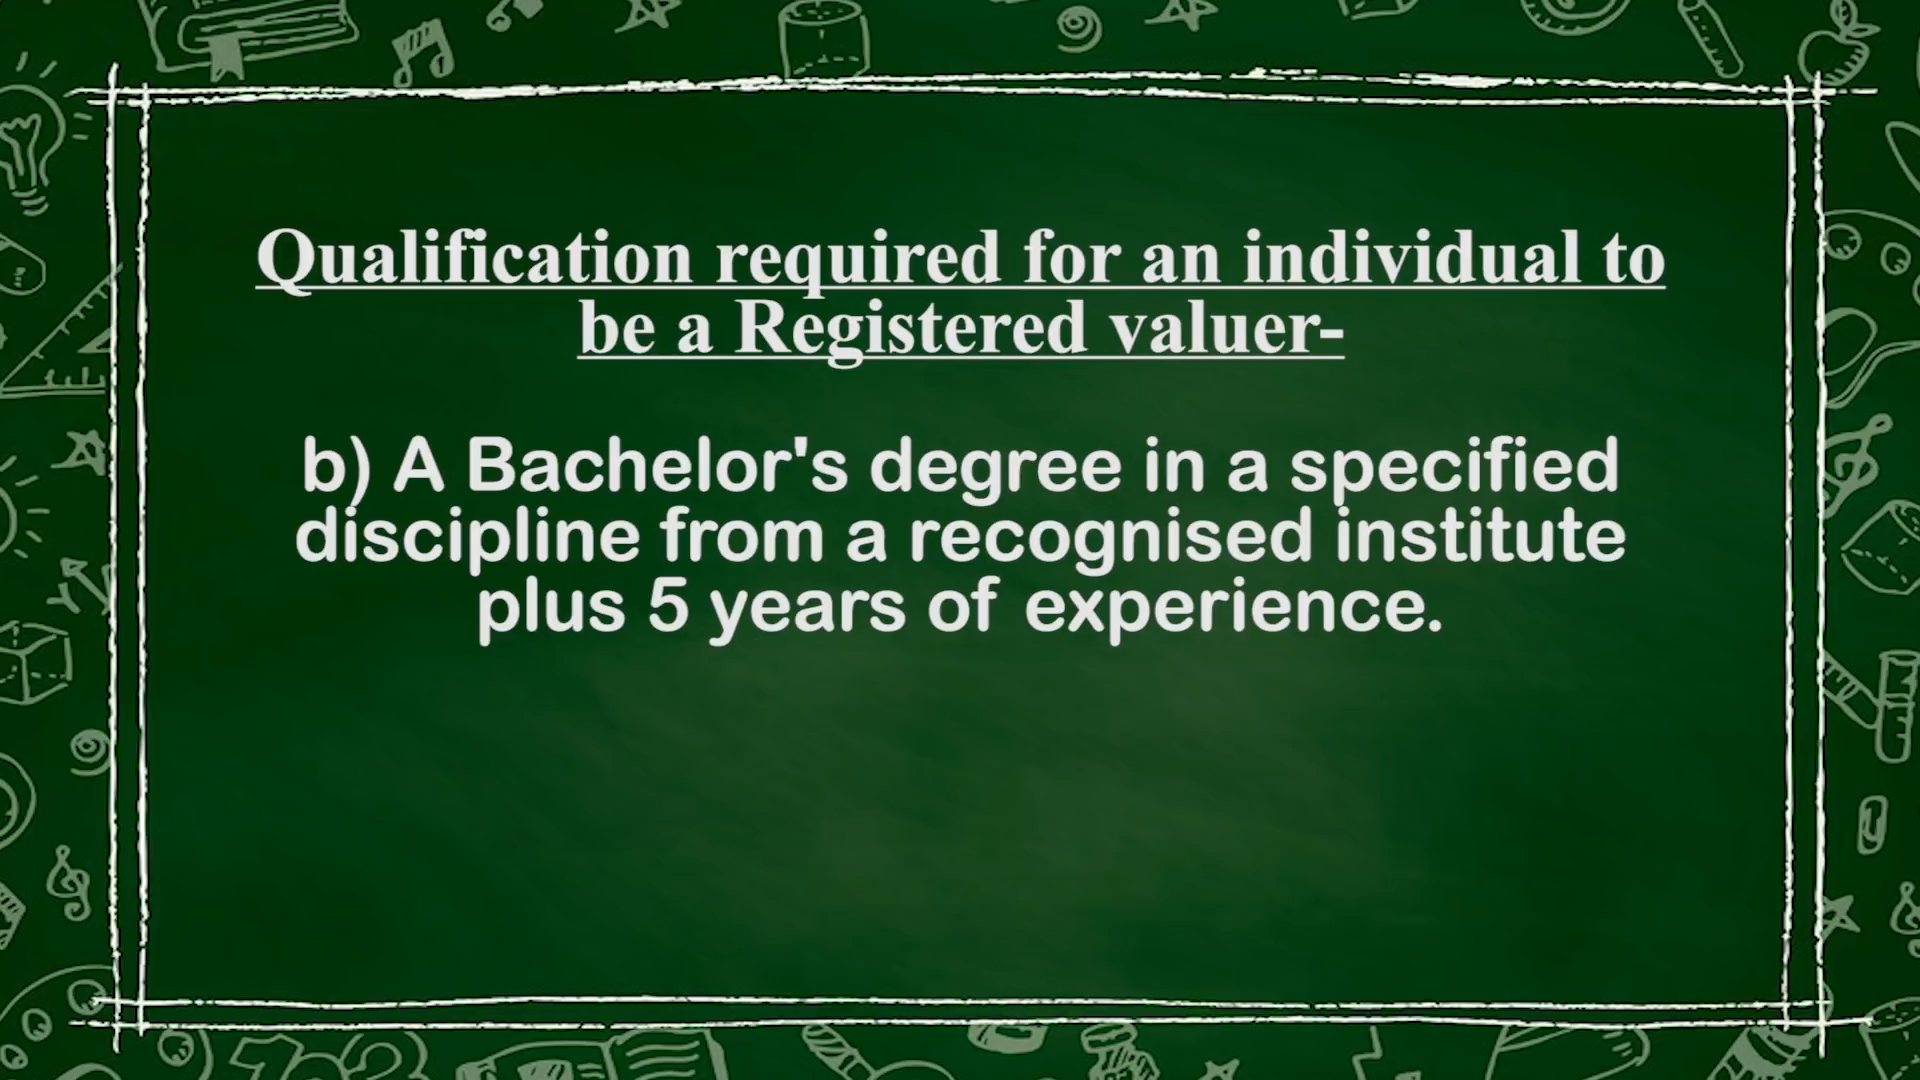 Qualification required for an individual to
be a Registered valuer-
b) A Bachelor's degree in a specified
discipline from a recognised institute
plus 5 years of experience.